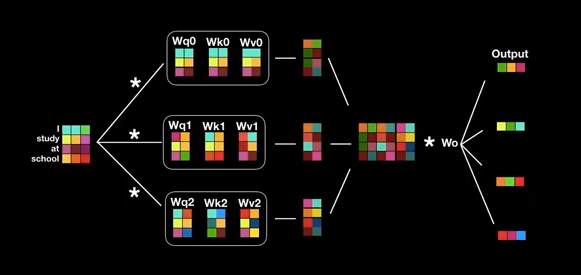 I
study
at
school
*
*
*
Wq0 Wk0 Wv0
Wq1 Wk1 Wv1
Wq2 Wk2 Wv2
* Wo
Output